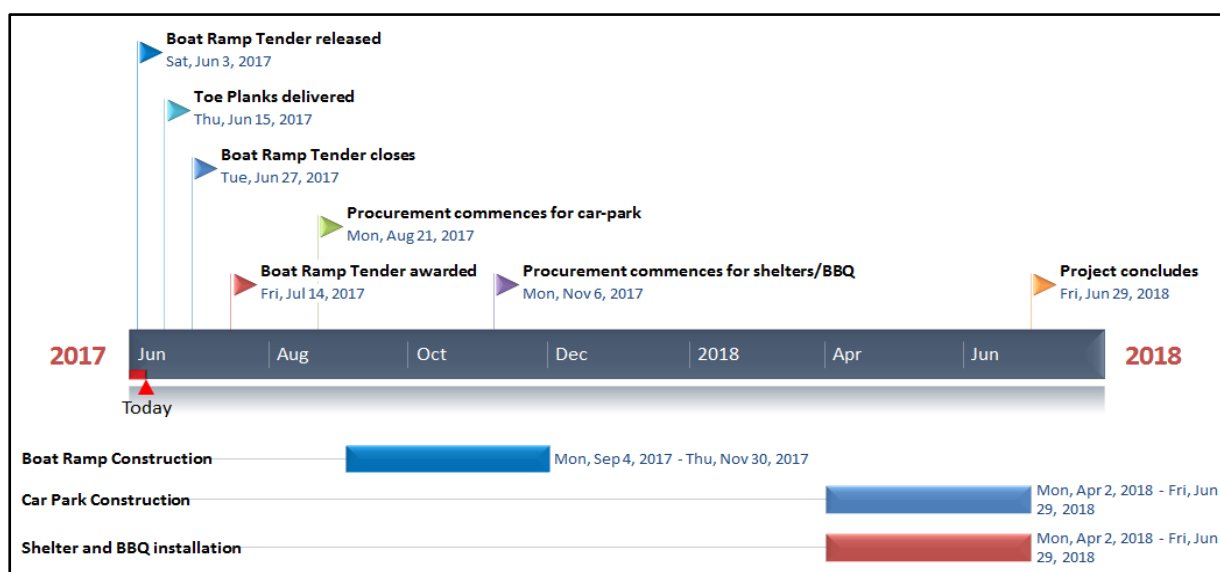 Boat Ramp Tender released
Sat, Jun 3, 2017
Toe Planks delivered
Thu, Jun 15, 2017
Boat Ramp Tender closes
Tue, Jun 27, 2017
Procurement commences for car-park
Mon, Aug 21, 2017
Boat Ramp Tender awarded
Fri, Jul 14, 2017
Procurement commences for shelters/BBQ
Mon, Nov 6, 2017
Project concludes
Fri, Jun 29, 2018
2017 Jun Aug Oct Dec 2018 Apr Jun 2018
Today
Boat Ramp Construction Mon, Sep 4, 2017 - Thu, Nov 30, 2017
Car Park Construction Mon, Apr 2, 2018 - Fri, Jun
29, 2018
Shelter and BBQ installation Mon, Apr 2, 2018 - Fri, Jun
29, 2018